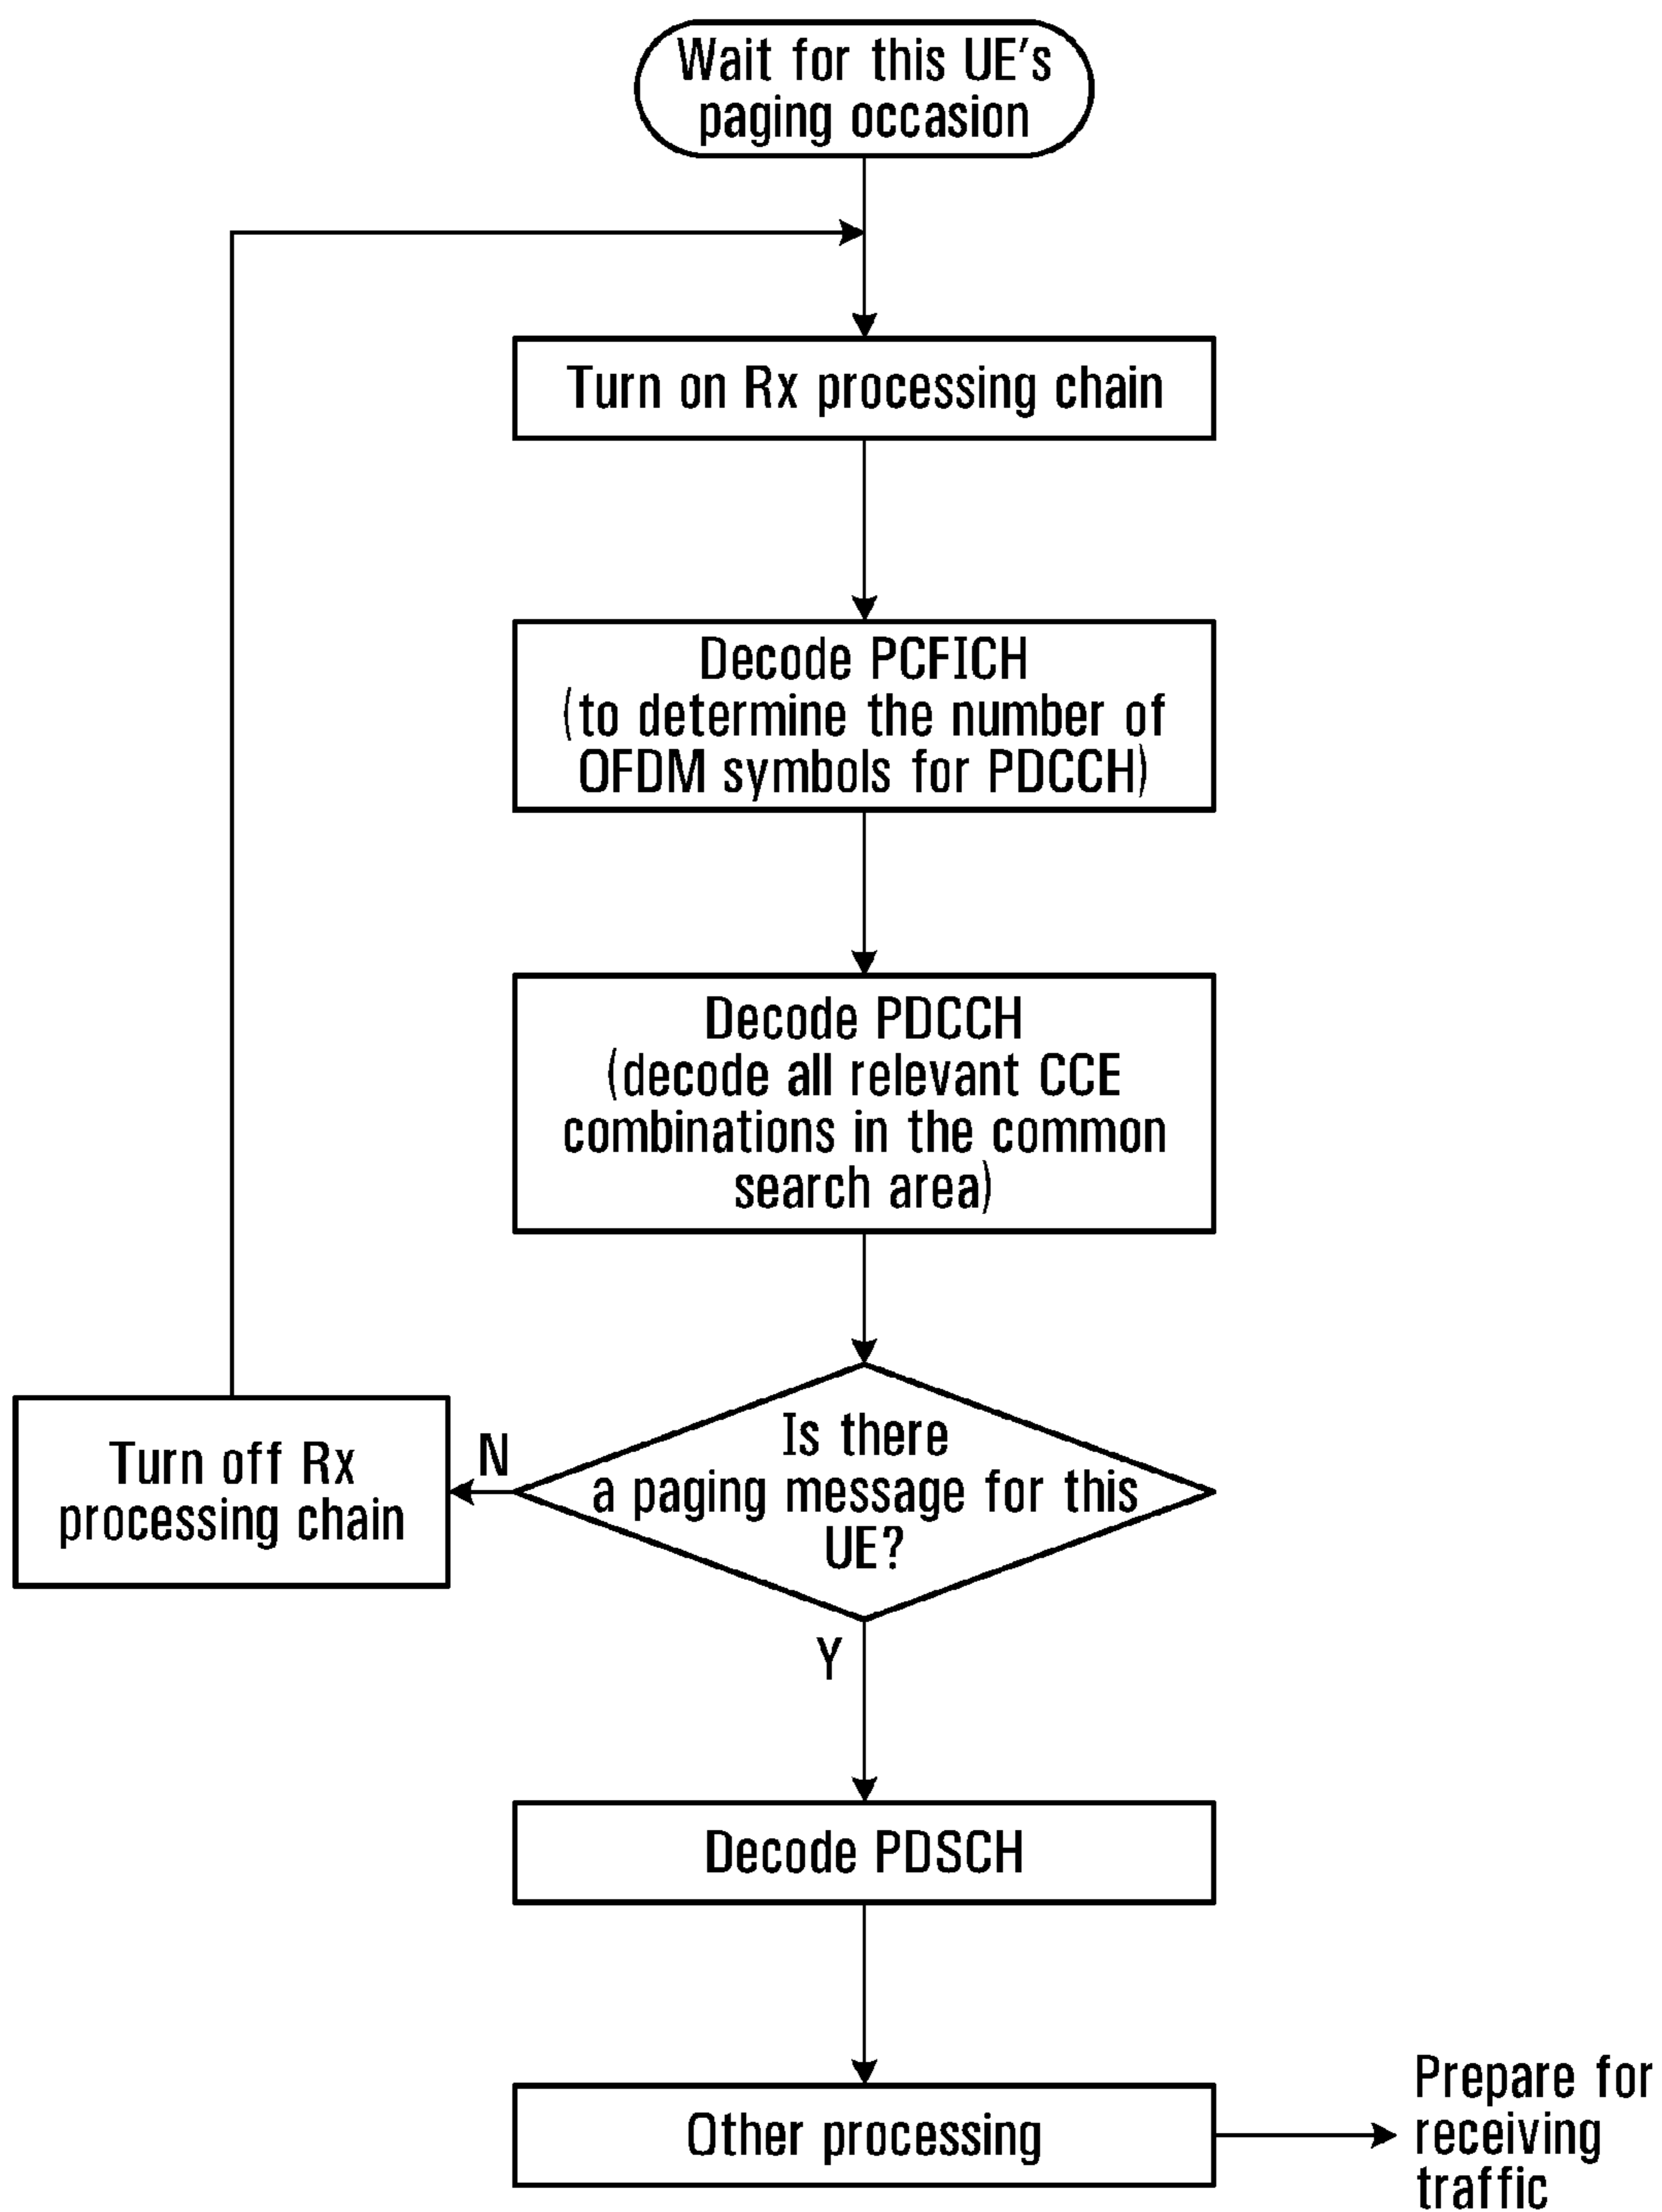 Wait for this UE's
paging occasion
Turn on Rx processing chain
Decode PCFICH
(to determine the number of
OFDM symbols for PDCCH)
Decode PDCCH
(decode all relevant CCE
combinations in the common
search area)
Is there
a paging message for this
UE?
N
Turn off Rx
processing chain
Y
Decode PDSCH
Other processing
Prepare for
receiving
traffic